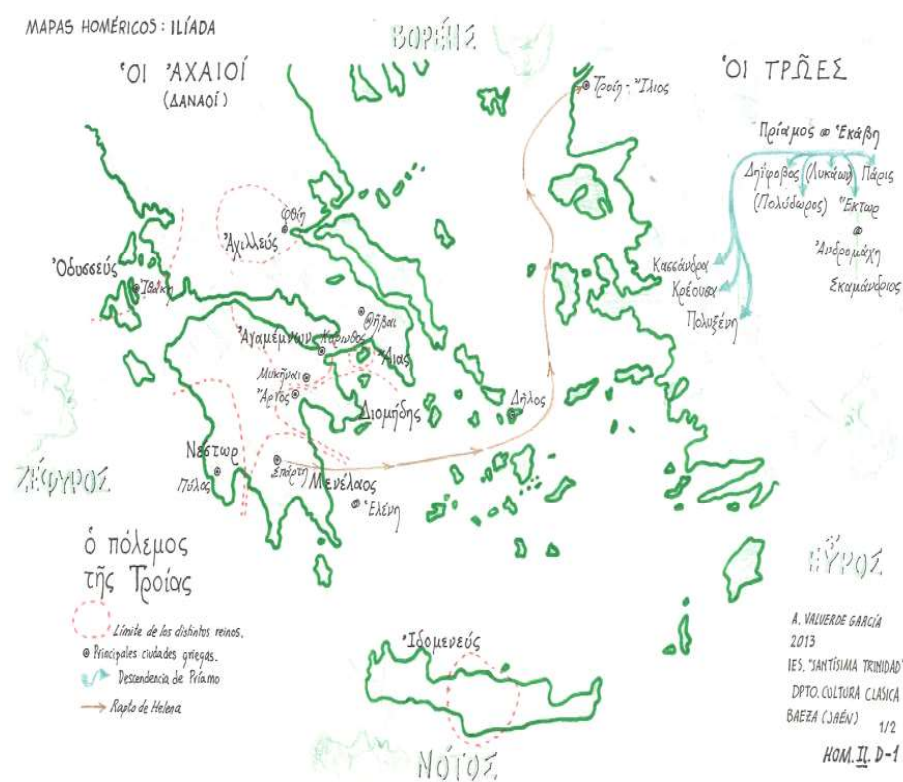 MAPAS HOMÉRICOS: ILÍADA
ΒΟΡΕΗΣ
ʽΟΙ ʼΑΧΑΙΟΊ
(ΔΑΝΑΟΊ)
ʽΟΙ ΤΡΩ͂ΕΣ
Τροίη - Ἴλιος
Πρίαμος ⚭ Ἑκάβη
Δηΐφοβος (Λυκάων) Πάρις
(Πολύδωρος) Ἕκτωρ
Ἀνδρομάχη
Σκαμάνδριος
Κασσάνδρα
Κρέουσα
Πολυξένη
Φθίη
Ἀχιλλεύς
Ὀδυσσεύς
Ἰθάκη
Θῆβαι
Ἀγαμέμνων
Κόρινθος
Αἴας
Μυκῆναι
Ἄργος
Διομήδης
Δῆλος
Νέστωρ
Πύλος
Σπάρτη
Μενέλαος
Ἑλένη
ΖΕΦΥΡΟΣ
ΕΥΡΟΣ
ὁ πόλεμος
τῆς Τροίας
Límite de los distintos reinos.
Principales ciudades griegas.
Descendencia de Príamo
Rapto de Helena
Ἰδομενεύς
ΝΟΤΟΣ
A. VALVERDE GARCÍA
2013
IES. "SANTÍSIMA TRINIDAD"
DPTO. CULTURA CLASICA
BAEZA (JAÉN) 1/2
HOM. Il. D-1